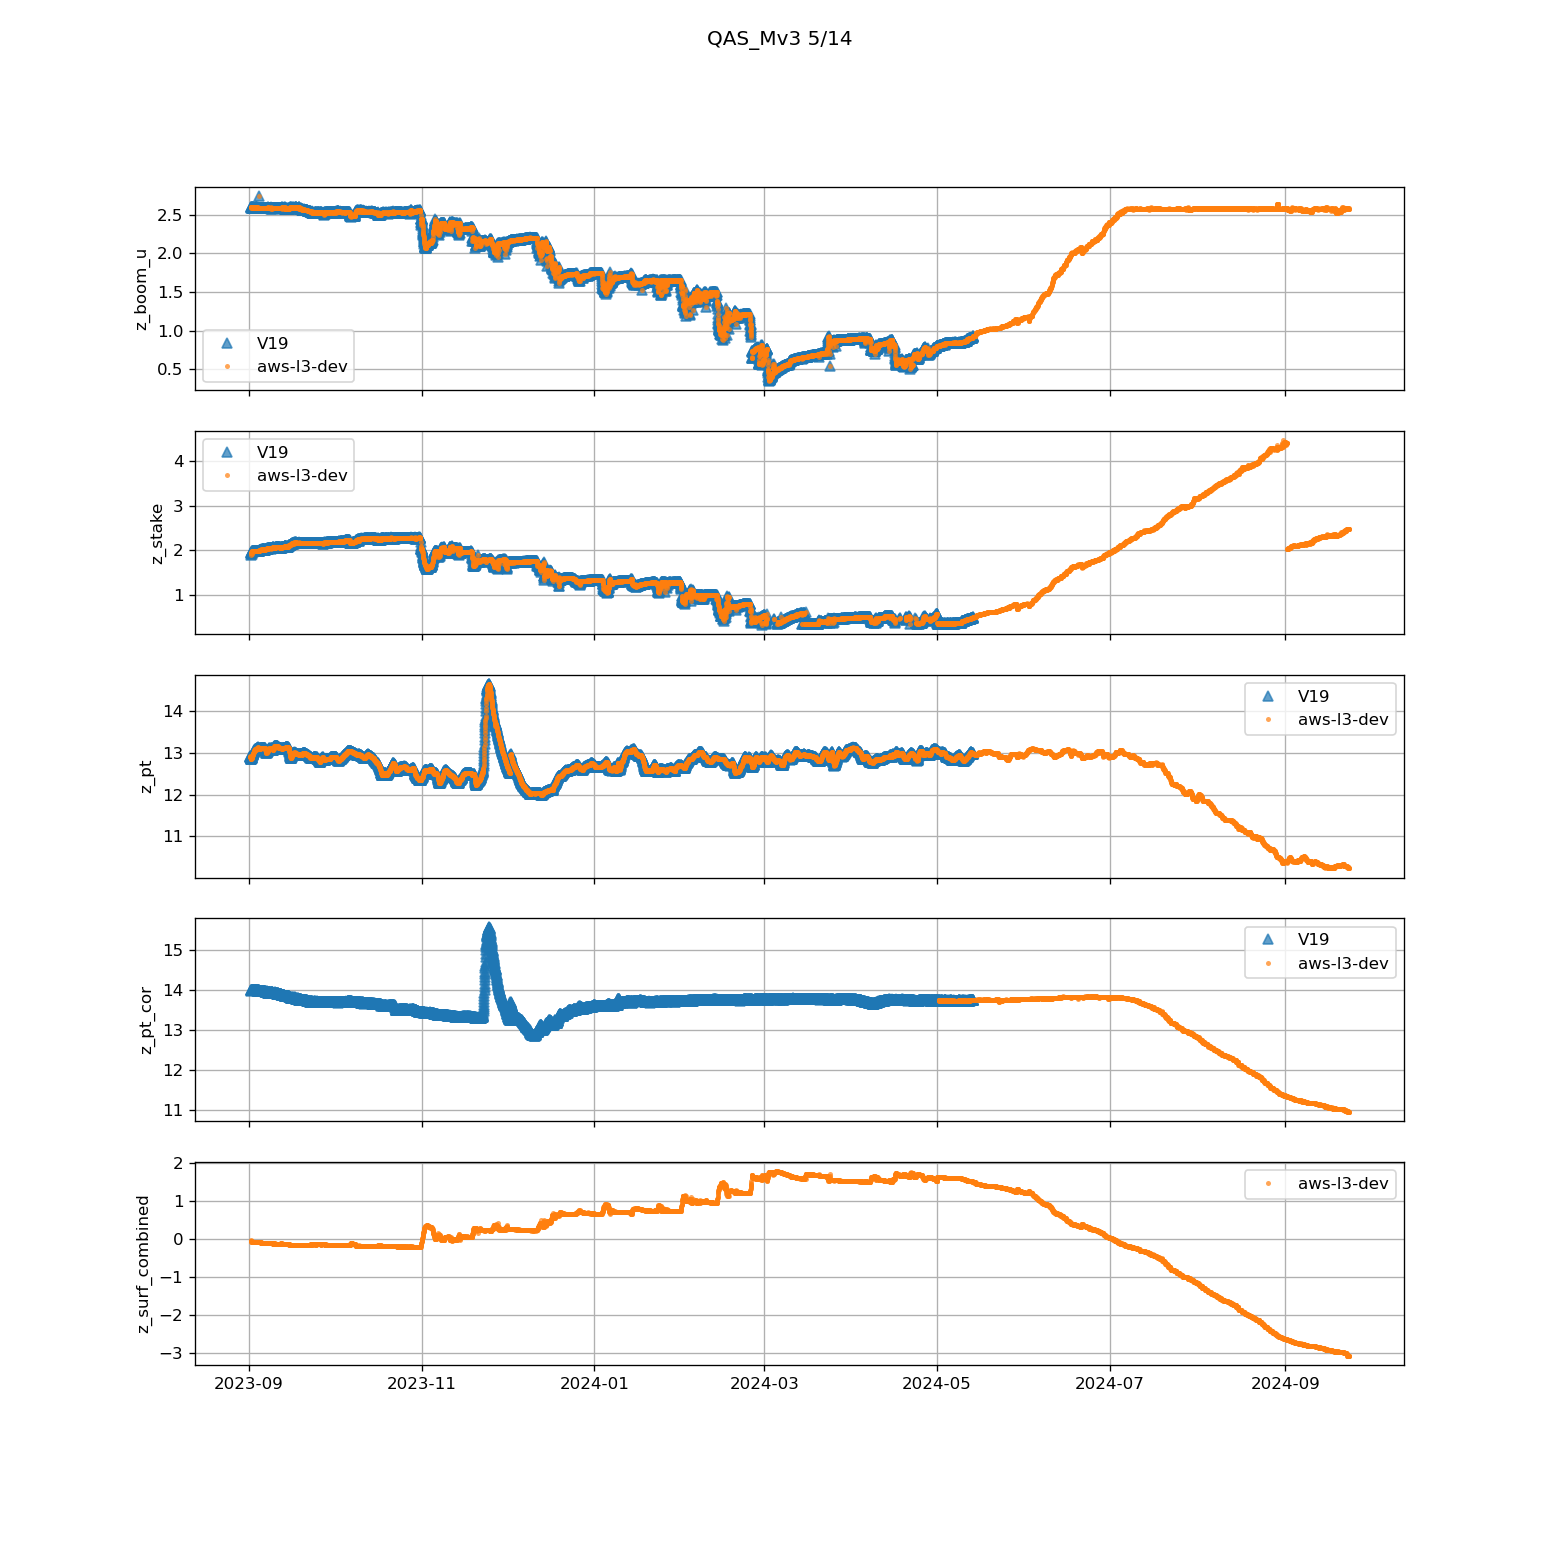 QAS_Mv3 5/14
z_boom_u
2.5
2.0
1.5
1.0
0.5
V19
aws-l3-dev
z_stake
4
3
2
1
V19
aws-l3-dev
z_pt
14
13
12
11
V19
aws-l3-dev
z_pt_cor
15
14
13
12
11
V19
aws-l3-dev
z_surf_combined
2
1
0
−1
−2
−3
aws-l3-dev
2023-09 2023-11 2024-01 2024-03 2024-05 2024-07 2024-09